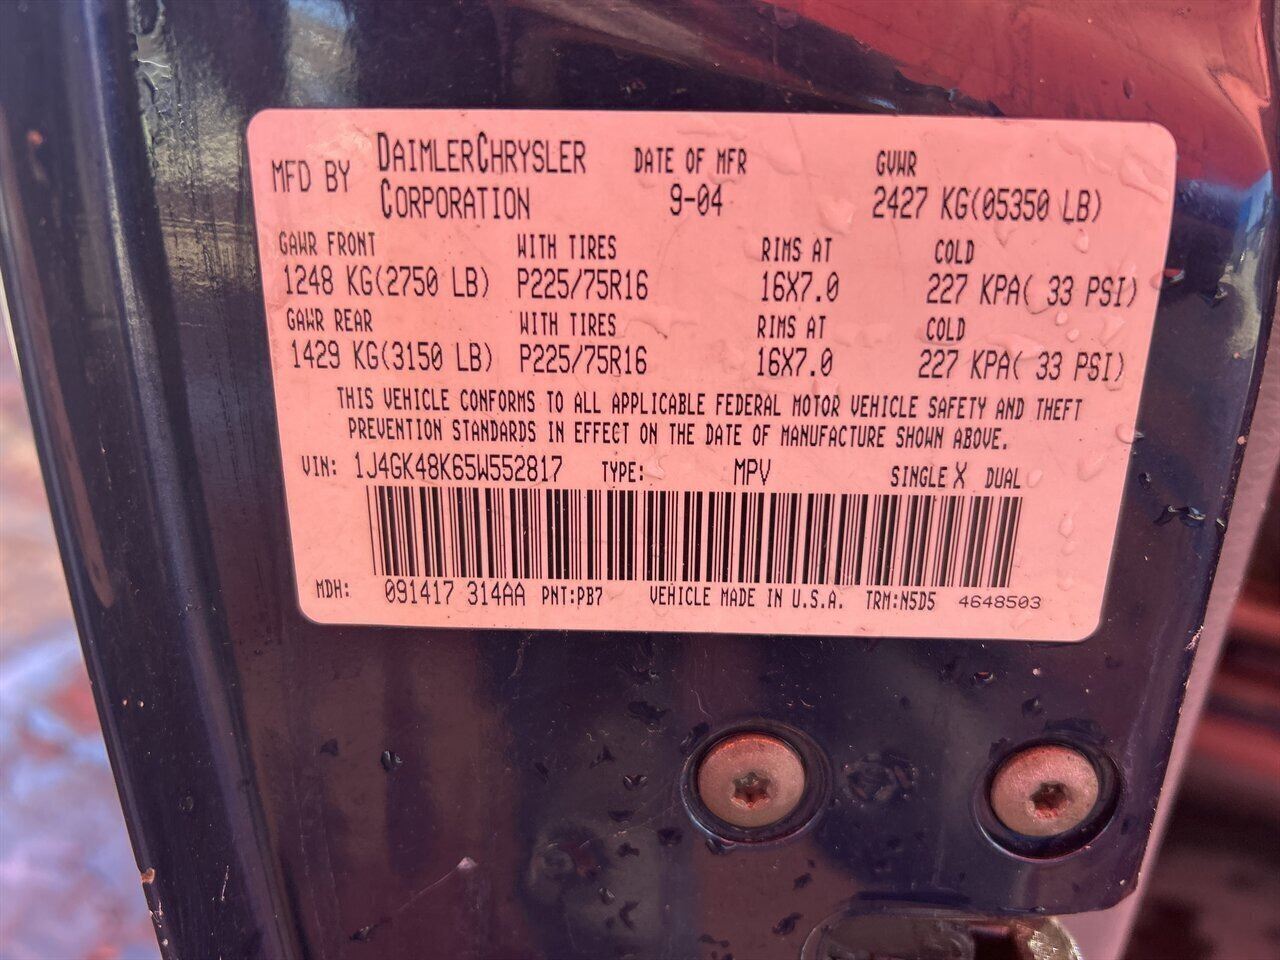 MFD BY DAIMLERCHRYSLER CORPORATION DATE OF MFR 9-04 GVWR 2427 KG(05350 LB)
GAWR FRONT WITH TIRES RIMS AT COLD
1248 KG(2750 LB) P225/75R16 16X7.0 227 KPA( 33 PSI)
GAWR REAR WITH TIRES RIMS AT COLD
1429 KG(3150 LB) P225/75R16 16X7.0 227 KPA( 33 PSI)
THIS VEHICLE CONFORMS TO ALL APPLICABLE FEDERAL MOTOR VEHICLE SAFETY AND THEFT
PREVENTION STANDARDS IN EFFECT ON THE DATE OF MANUFACTURE SHOWN ABOVE.
VIN: 1J4GK48K65W552817 TYPE: MPV SINGLE X DUAL
MDH: 091417 314AA PNT:PB7 VEHICLE MADE IN U.S.A. TRM:N5D5 4648503